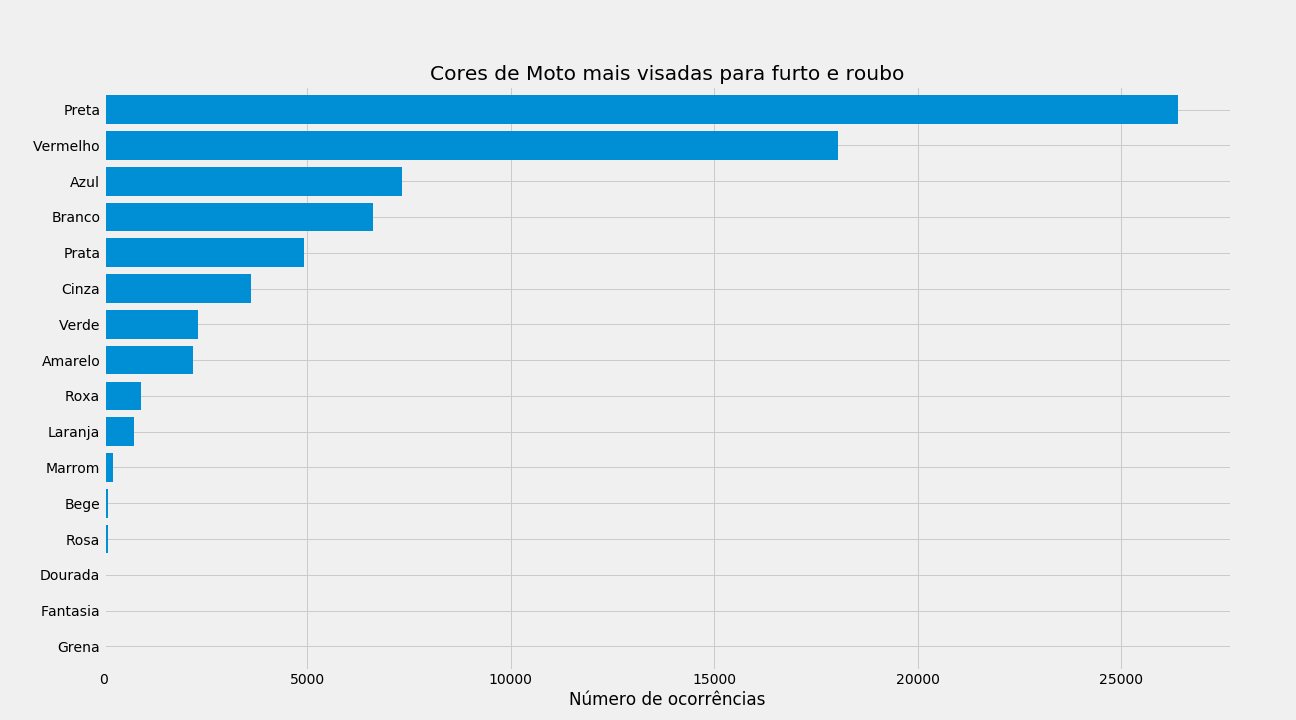 Cores de Moto mais visadas para furto e roubo
Preta
Vermelho
Azul
Branco
Prata
Cinza
Verde
Amarelo
Roxa
Laranja
Marrom
Bege
Rosa
Dourada
Fantasia
Grena
0 5000 10000 15000 20000 25000
Número de ocorrências